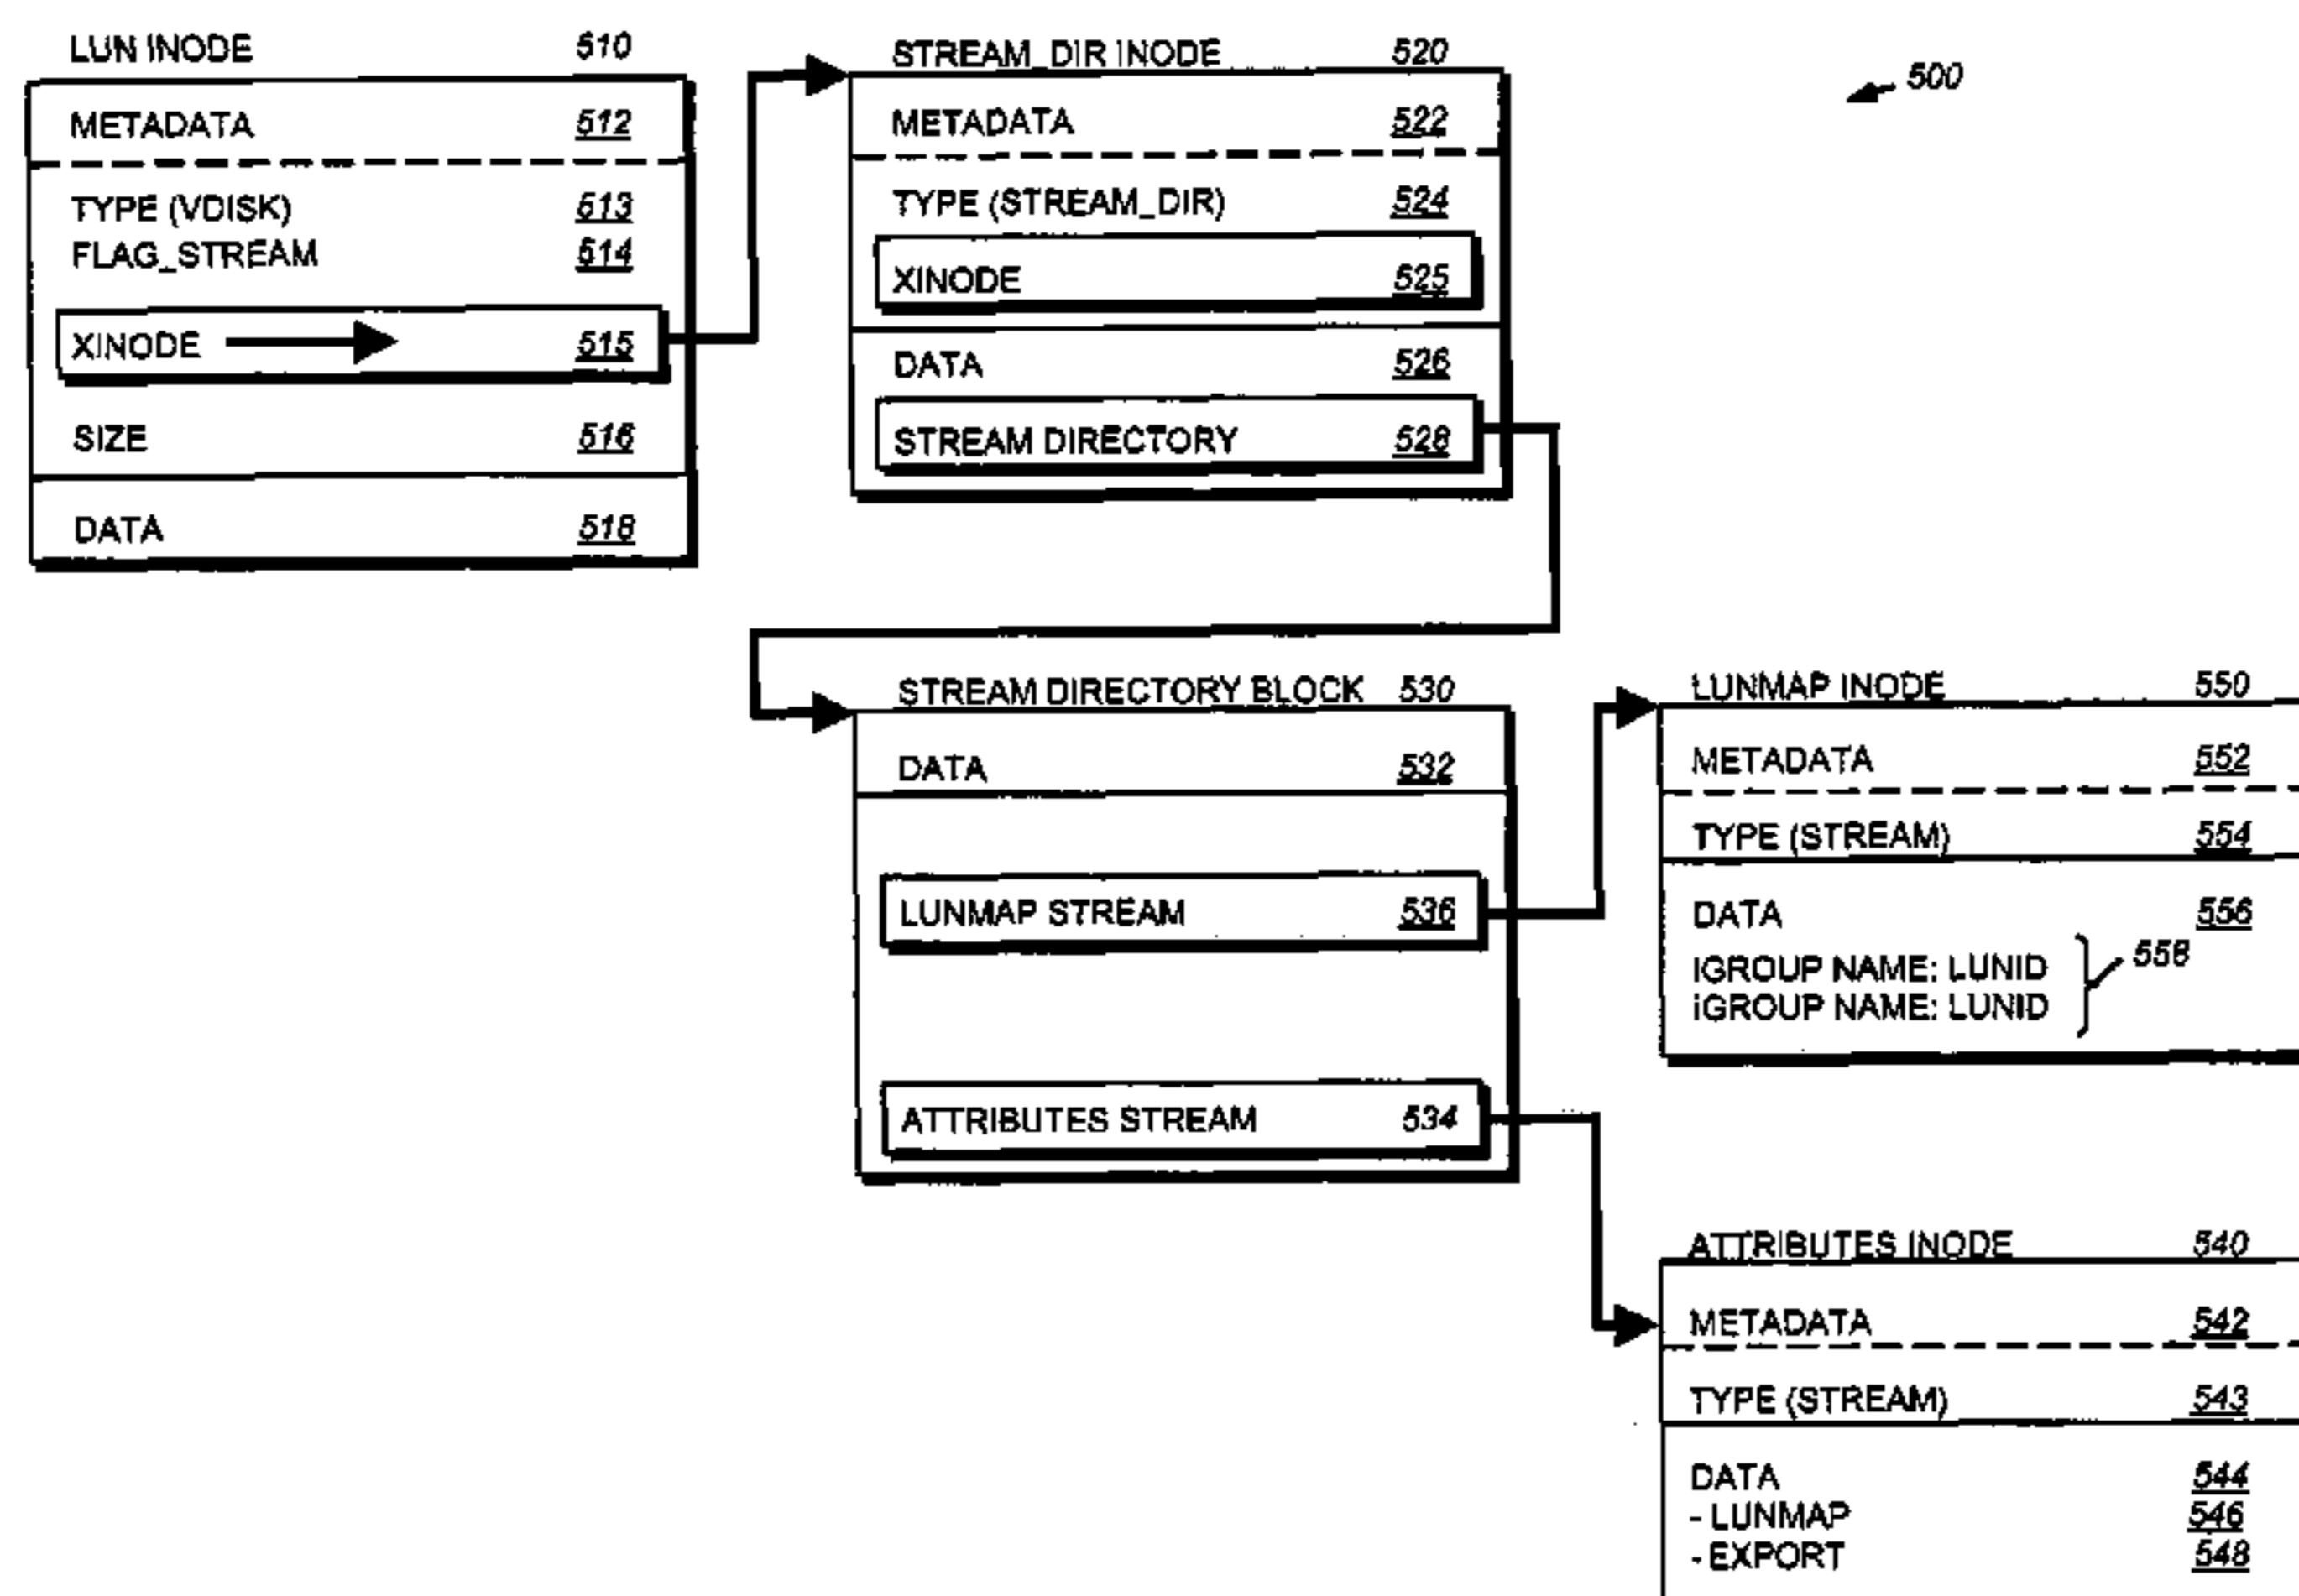 LUN INODE 510
METADATA 512
TYPE (VDISK) 513
FLAG_STREAM 514
XINODE 515
SIZE 516
DATA 518
STREAM_DIR INODE 520
METADATA 522
TYPE (STREAM_DIR) 524
XINODE 525
DATA 526
STREAM DIRECTORY 528
500
STREAM DIRECTORY BLOCK 530
DATA 532
LUNMAP STREAM 536
ATTRIBUTES STREAM 534
LUNMAP INODE 550
METADATA 552
TYPE (STREAM) 554
DATA 556
IGROUP NAME: LUNID
iGROUP NAME: LUNID
558
ATTRIBUTES INODE 540
METADATA 542
TYPE (STREAM) 543
DATA 544
- LUNMAP 546
- EXPORT 548